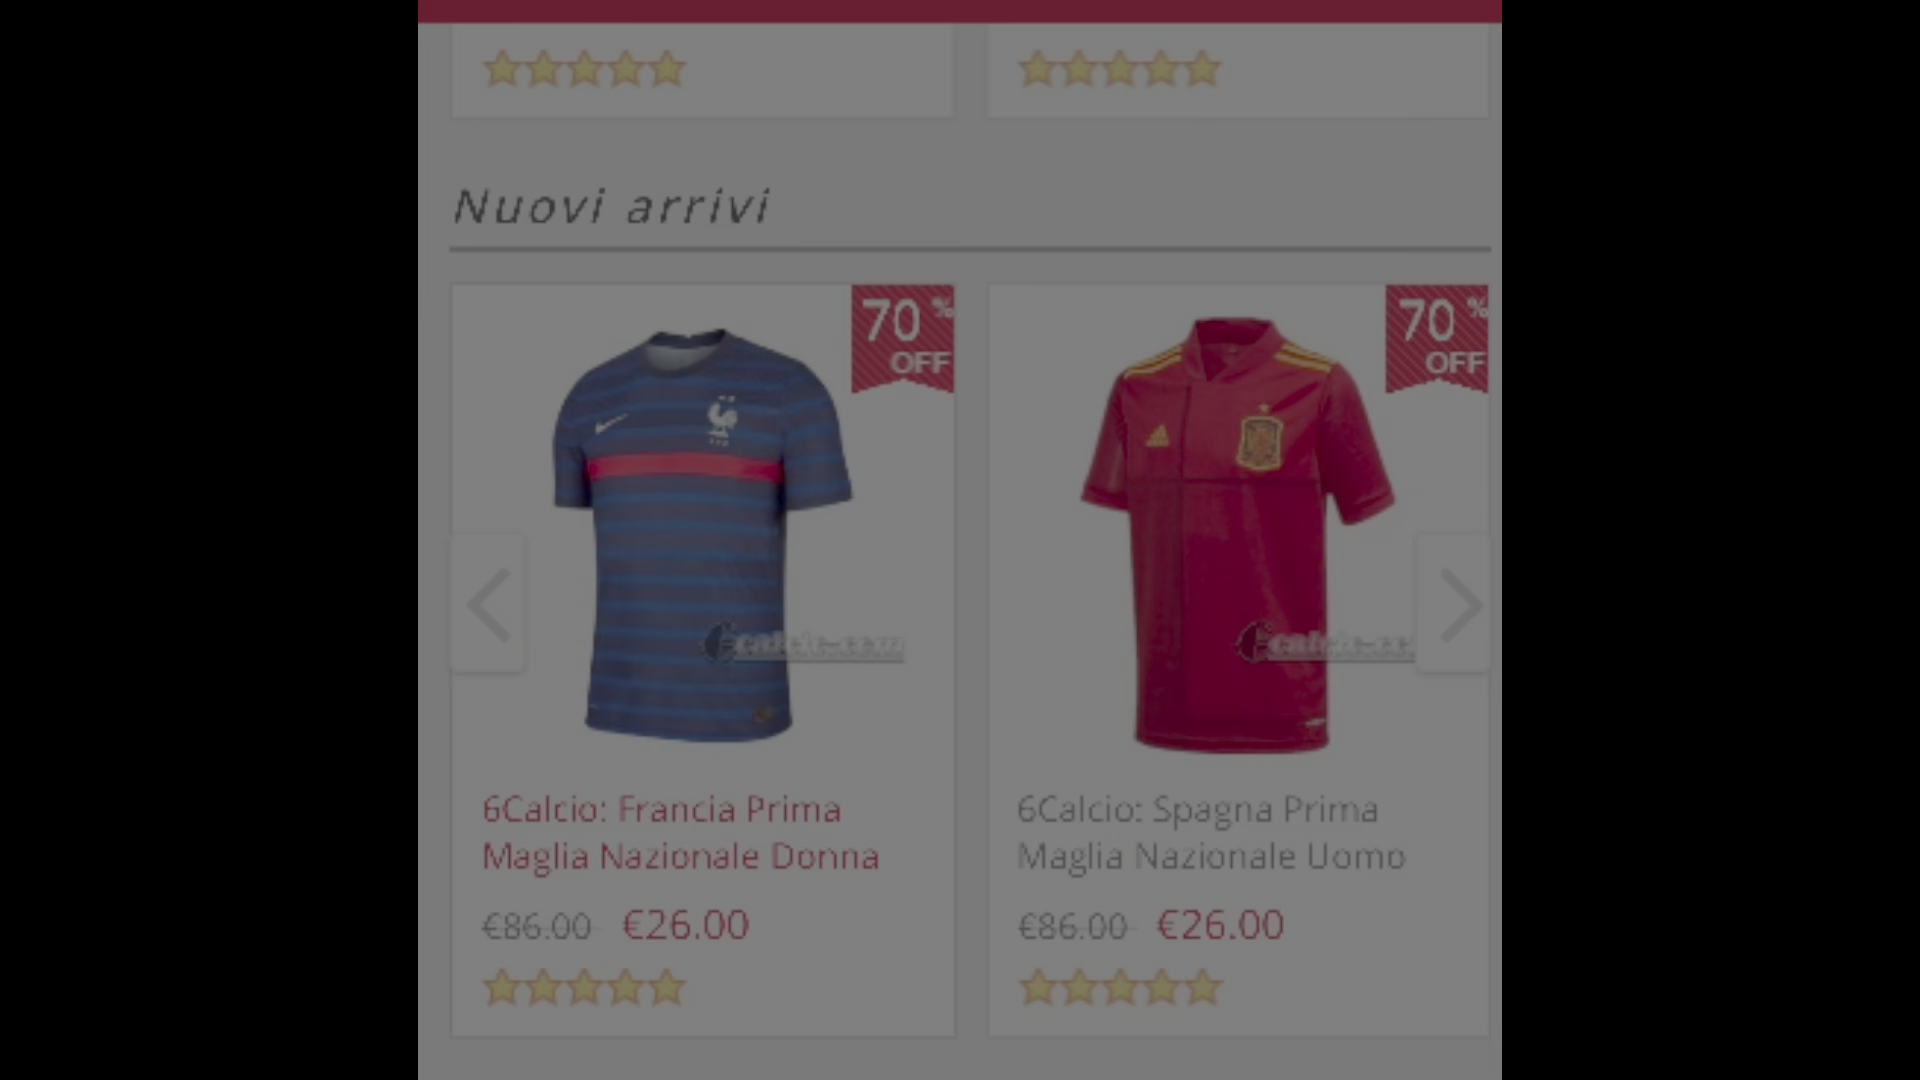 Nuovi arrivi
70 %
OFF
70 %
OFF
6Calcio: Francia Prima
Maglia Nazionale Donna
€86.00 €26.00
6Calcio: Spagna Prima
Maglia Nazionale Uomo
€86.00 €26.00